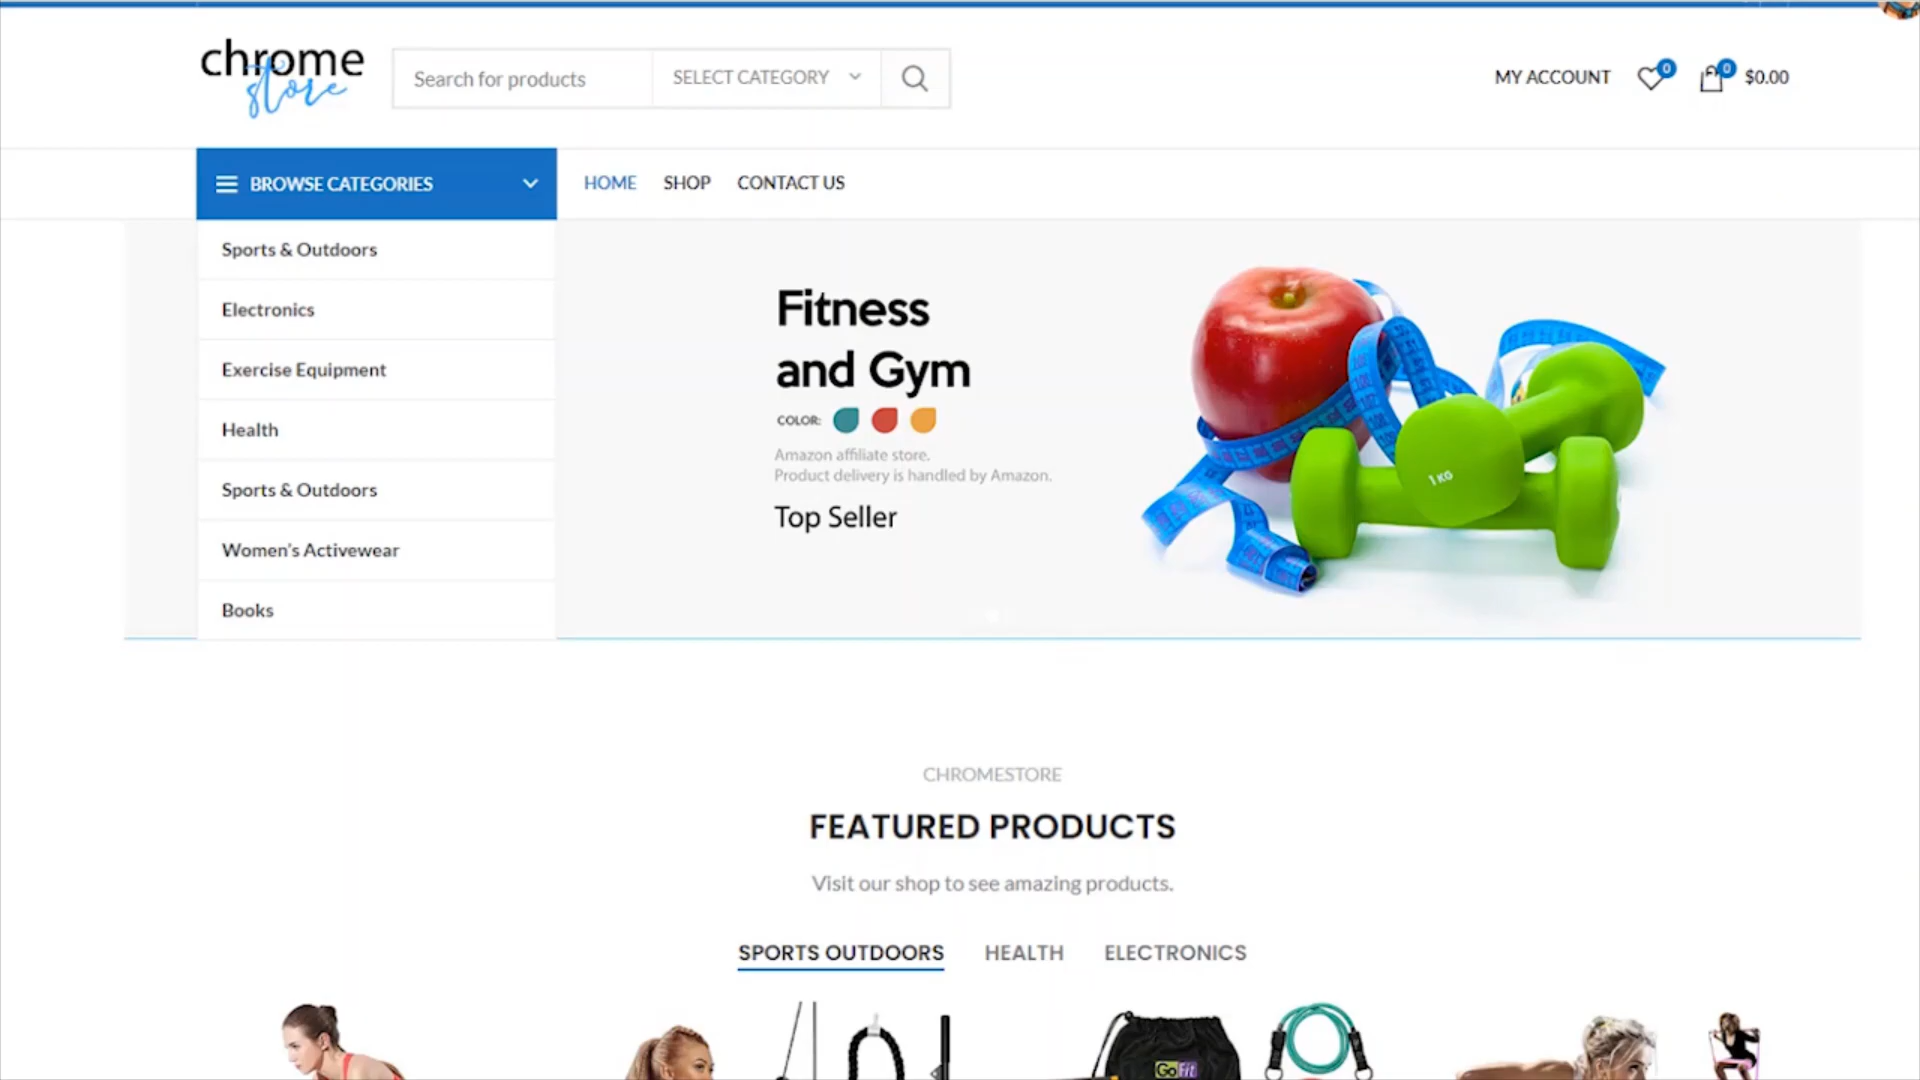 chrome
store
Search for products
SELECT CATEGORY
MY ACCOUNT
0
0
$0.00
BROWSE CATEGORIES
HOME
SHOP
CONTACT US
Sports & Outdoors
Electronics
Exercise Equipment
Health
Sports & Outdoors
Women's Activewear
Books
Fitness
and Gym
COLOR:
Amazon affiliate store.
Product delivery is handled by Amazon.
Top Seller
1 KG
CHROMESTORE
FEATURED PRODUCTS
Visit our shop to see amazing products.
SPORTS OUTDOORS
HEALTH
ELECTRONICS
GoFit